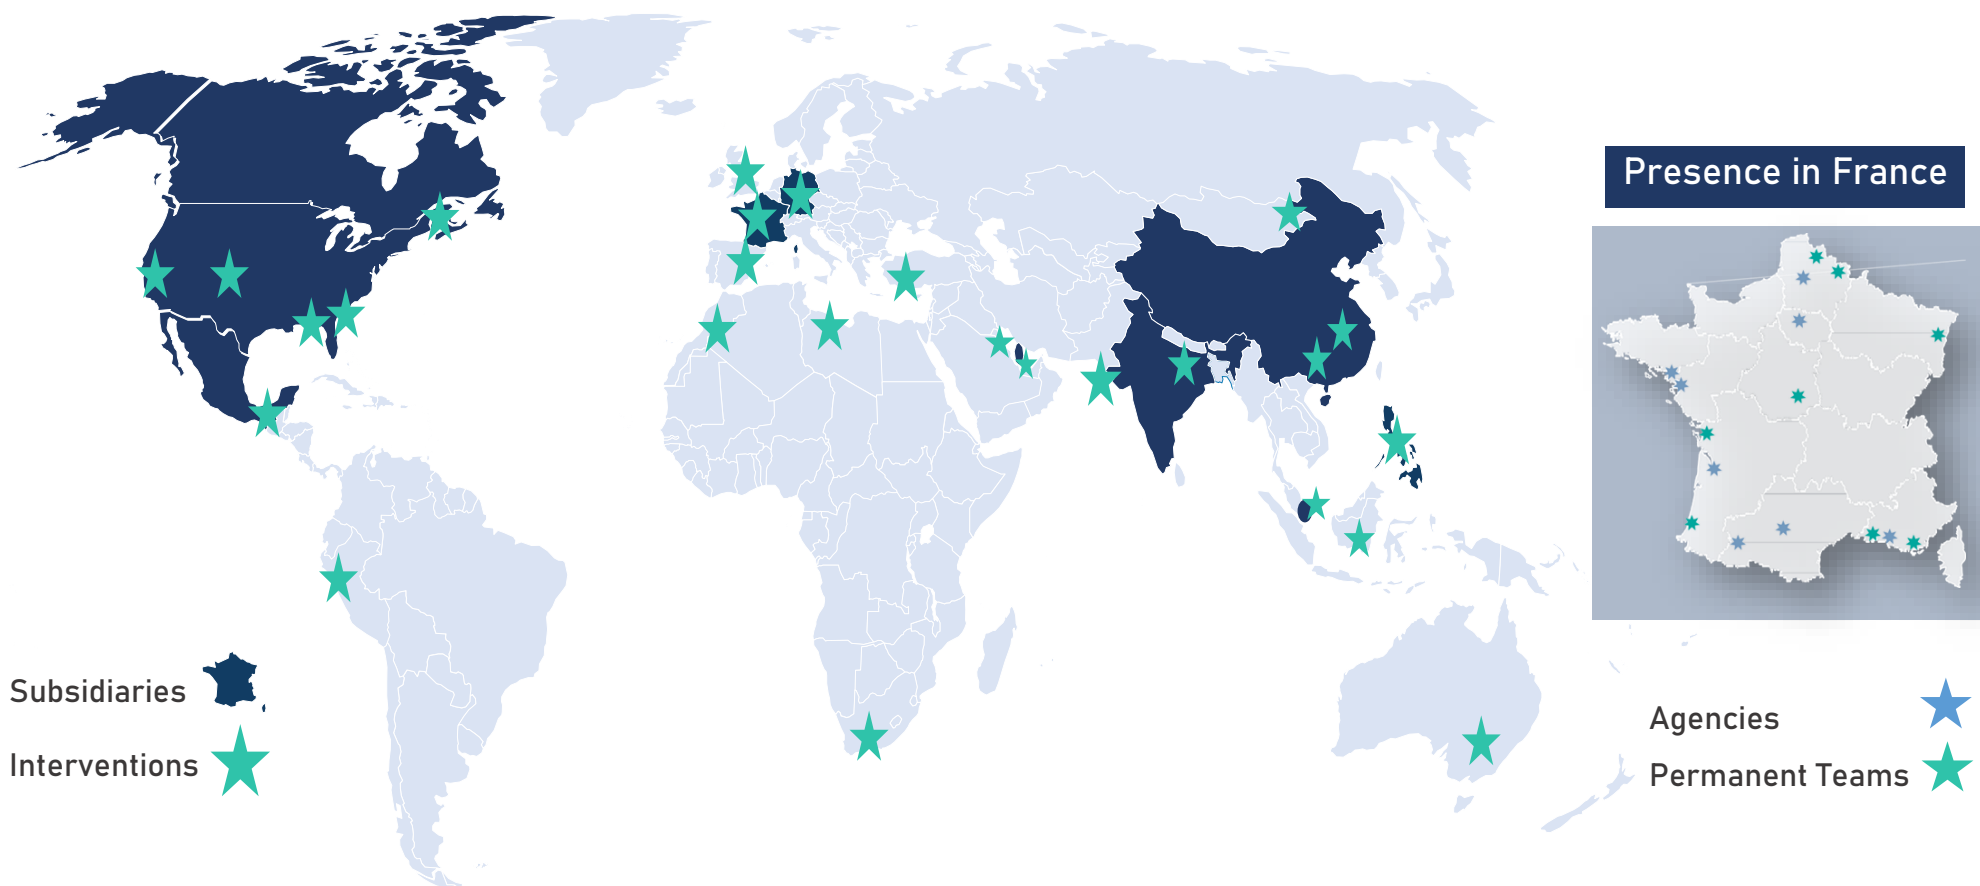 Presence in France
Subsidiaries
Interventions
Agencies
Permanent Teams